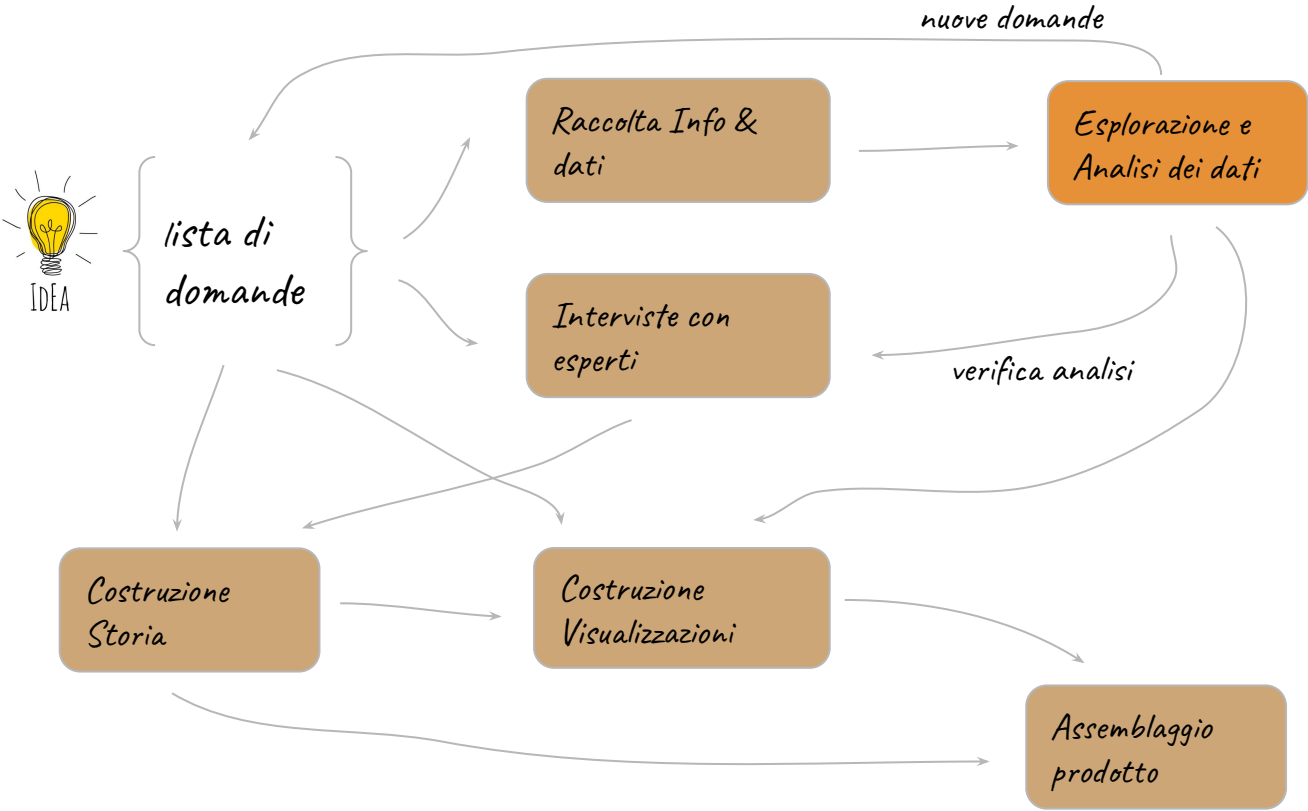 nuove domande
Raccolta Info &
dati
Esplorazione e
Analisi dei dati
IDEA
lista di
domande
Interviste con
esperti
verifica analisi
Costruzione
Storia
Costruzione
Visualizzazioni
Assemblaggio
prodotto